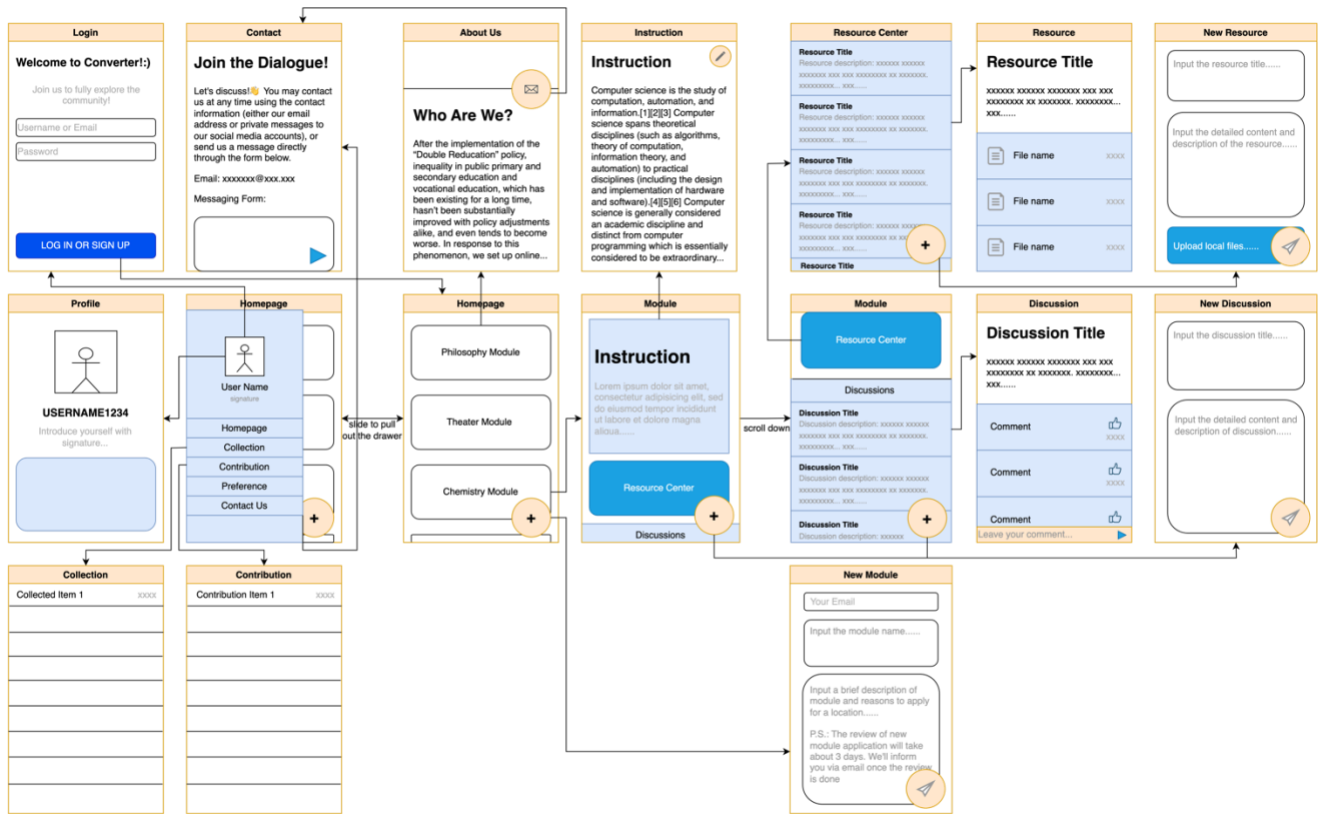 Login
Welcome to Converter!:)
Join us to fully explore the
community!
Username or Email
Password
LOG IN OR SIGN UP
Contact
Join the Dialogue!
Let's discuss!👋 You may contact
us at any time using the contact
information (either our email
address or private messages to
our social media accounts), or
send us a message directly
through the form below.
Email: xxxxxxx@xxx.xxx
Messaging Form:
About Us
Who Are We?
After the implementation of the
"Double Reducation" policy,
inequality in public primary and
secondary education and
vocational education, which has
been existing for a long time,
hasn't been substantially
improved with policy adjustments
alike, and even tends to become
worse. In response to this
phenomenon, we set up online...
Instruction
Instruction
Computer science is the study of
computation, automation, and
information.[1][2][3] Computer
science spans theoretical
disciplines (such as algorithms,
theory of computation,
information theory, and
automation) to practical
disciplines (including the design
and implementation of hardware
and software).[4][5][6] Computer
science is generally considered
an academic discipline and
distinct from computer
programming which is essentially
considered to be extraordinary...
Resource Center
Resource Title
Resource description: xxxxxx xxxxxx
xxxxxxx xxx xxx xxxxxxxx xx xxxxxxx.
xxxxxxxxx... xxx......
Resource Title
Resource description: xxxxxx xxxxxx
xxxxxxx xxx xxx xxxxxxxx xx xxxxxxx.
xxxxxxxxx... xxx......
Resource Title
Resource description: xxxxxx xxxxxx
xxxxxxx xxx xxx xxxxxxxx xx xxxxxxx.
xxxxxxxxx... xxx......
Resource Title
Resource description: xxxxxx xxxxxx
xxxxxxx xxx xxx xxxxxxxx xx
xxxxxxxxx... xxx......
+
Resource Title
Resource
Resource Title
xxxxxx xxxxxx xxxxxxx xxx xxx
xxxxxxxx xx xxxxxxx. xxxxxxxx...
xxx......
File name xxxx
File name xxxx
File name xxxx
New Resource
Input the resource title......
Input the detailed content and
description of the resource......
Upload local files......
Profile
USERNAME1234
Introduce yourself with
signature...
Homepage
User Name
signature
Homepage
Collection
Contribution
Preference
Contact Us
+
slide to pull
out the drawer
Homepage
Philosophy Module
Theater Module
Chemistry Module
+
Module
Instruction
Lorem ipsum dolor sit amet,
consectetur adipisicing elit, sed
do eiusmod tempor incididunt
ut labore et dolore magna
aliqua......
Resource Center
+
Discussions
scroll down
Module
Resource Center
Discussions
Discussion Title
Discussion description: xxxxxx xxxxxx
xxxxxxx xxx xxx xxxxxxxx xx xxxxxxx.
xxxxxxxxx... xxx......
Discussion Title
Discussion description: xxxxxx xxxxxx
xxxxxxx xxx xxx xxxxxxxx xx xxxxxxx.
xxxxxxxxx... xxx......
Discussion Title
Discussion description: xxxxxx
+
Discussion
Discussion Title
xxxxxx xxxxxx xxxxxxx xxx xxx
xxxxxxxx xx xxxxxxx. xxxxxxxx...
xxx......
Comment
xxxx
Comment
xxxx
Comment
Leave your comment...
New Discussion
Input the discussion title......
Input the detailed content and
description of discussion......
Collection
Collected Item 1 xxxx
Contribution
Contribution Item 1 xxxx
New Module
Your Email
Input the module name......
Input a brief description of
module and reasons to apply
for a location......
P.S.: The review of new
module application will take
about 3 days. We'll inform
you via email once the review
is done